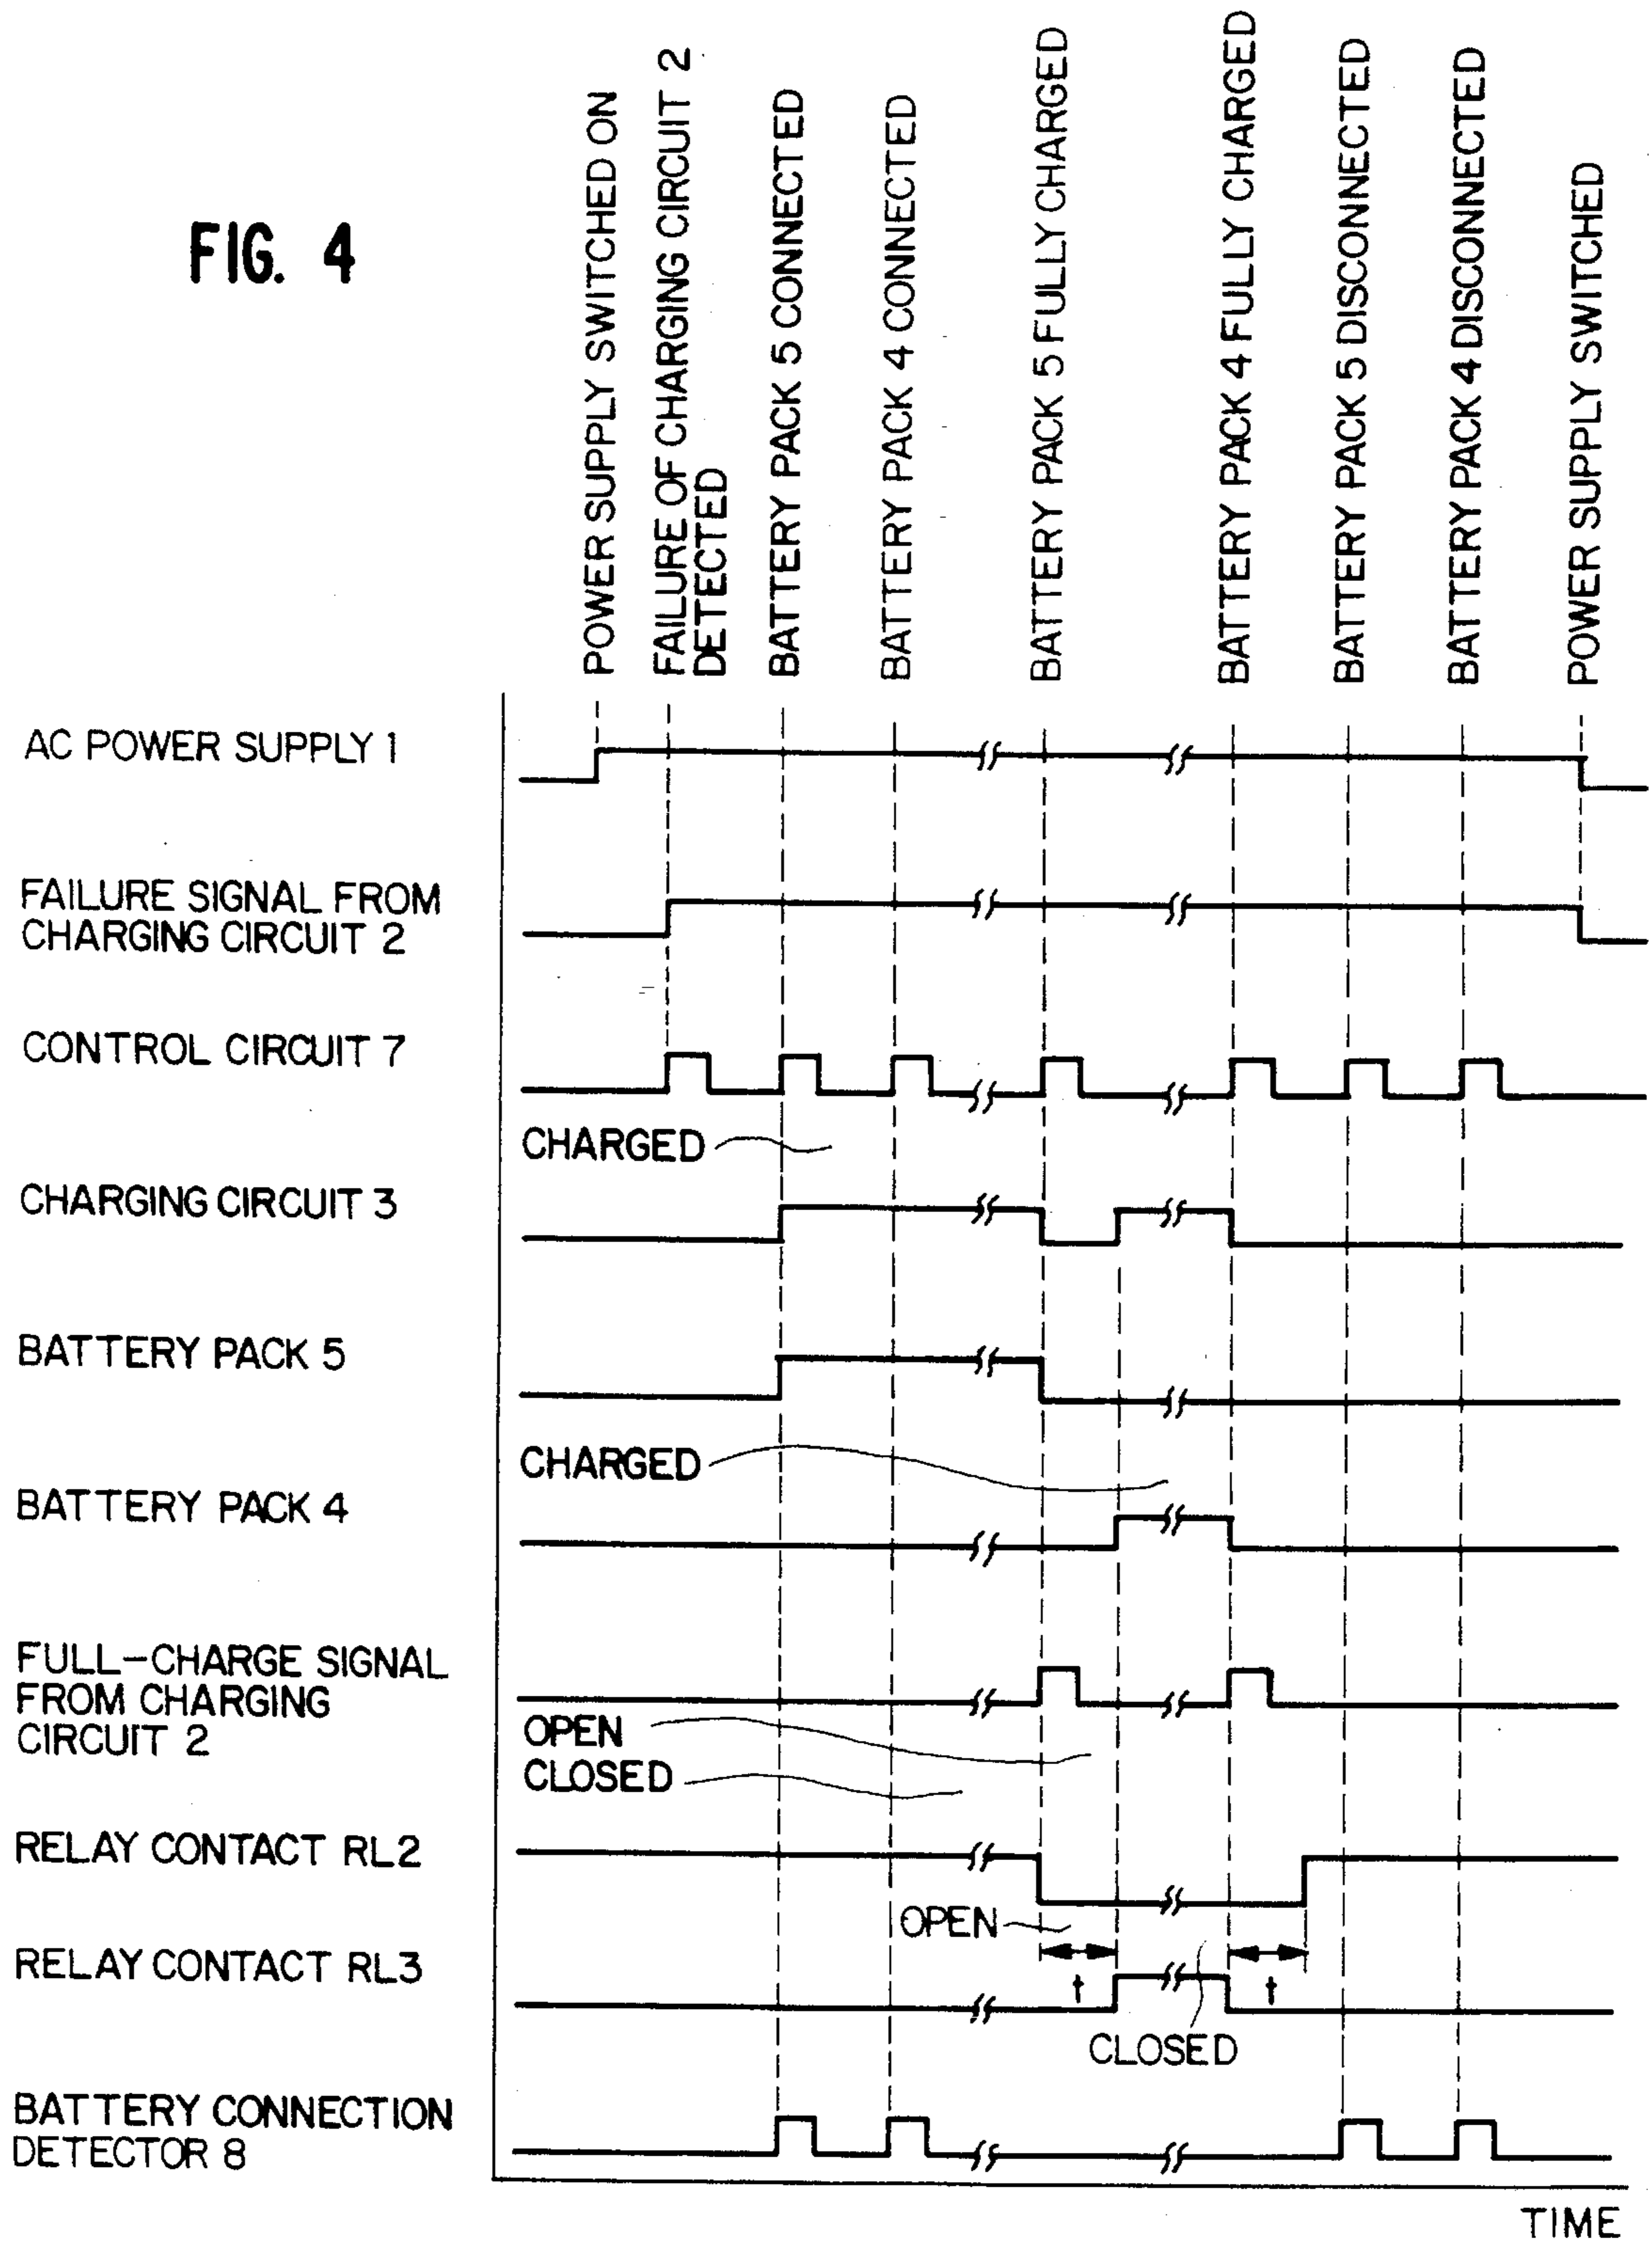 FIG. 4
POWER SUPPLY SWITCHED ON
FAILURE OF CHARGING CIRCUIT 2
DETECTED
BATTERY PACK 5 CONNECTED
BATTERY PACK 4 CONNECTED
BATTERY PACK 5 FULLY CHARGED
BATTERY PACK 4 FULLY CHARGED
BATTERY PACK 5 DISCONNECTED
BATTERY PACK 4 DISCONNECTED
POWER SUPPLY SWITCHED
AC POWER SUPPLY 1
FAILURE SIGNAL FROM
CHARGING CIRCUIT 2
CONTROL CIRCUIT 7
CHARGED
CHARGING CIRCUIT 3
BATTERY PACK 5
CHARGED
BATTERY PACK 4
FULL-CHARGE SIGNAL
FROM CHARGING
CIRCUIT 2
OPEN
CLOSED
RELAY CONTACT RL2
OPEN
RELAY CONTACT RL3
t
t
CLOSED
BATTERY CONNECTION
DETECTOR 8
TIME